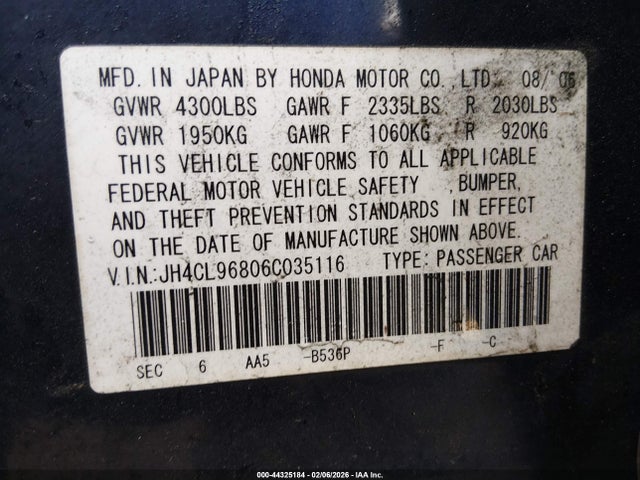 MFD. IN JAPAN BY HONDA MOTOR CO.,LTD 08/06
GVWR 4300LBS GAWR F 2335LBS R 2030LBS
GVWR 1950KG GAWR F 1060KG R 920KG
THIS VEHICLE CONFORMS TO ALL APPLICABLE
FEDERAL MOTOR VEHICLE SAFETY ,BUMPER,
AND THEFT PREVENTION STANDARDS IN EFFECT
ON THE DATE OF MANUFACTURE SHOWN ABOVE.
V.I.N.:JH4CL96806C035116 TYPE: PASSENGER CAR
SEC 6 AA5 -B536P -F -C
000-44325184 - 02/06/2026 - IAA Inc.